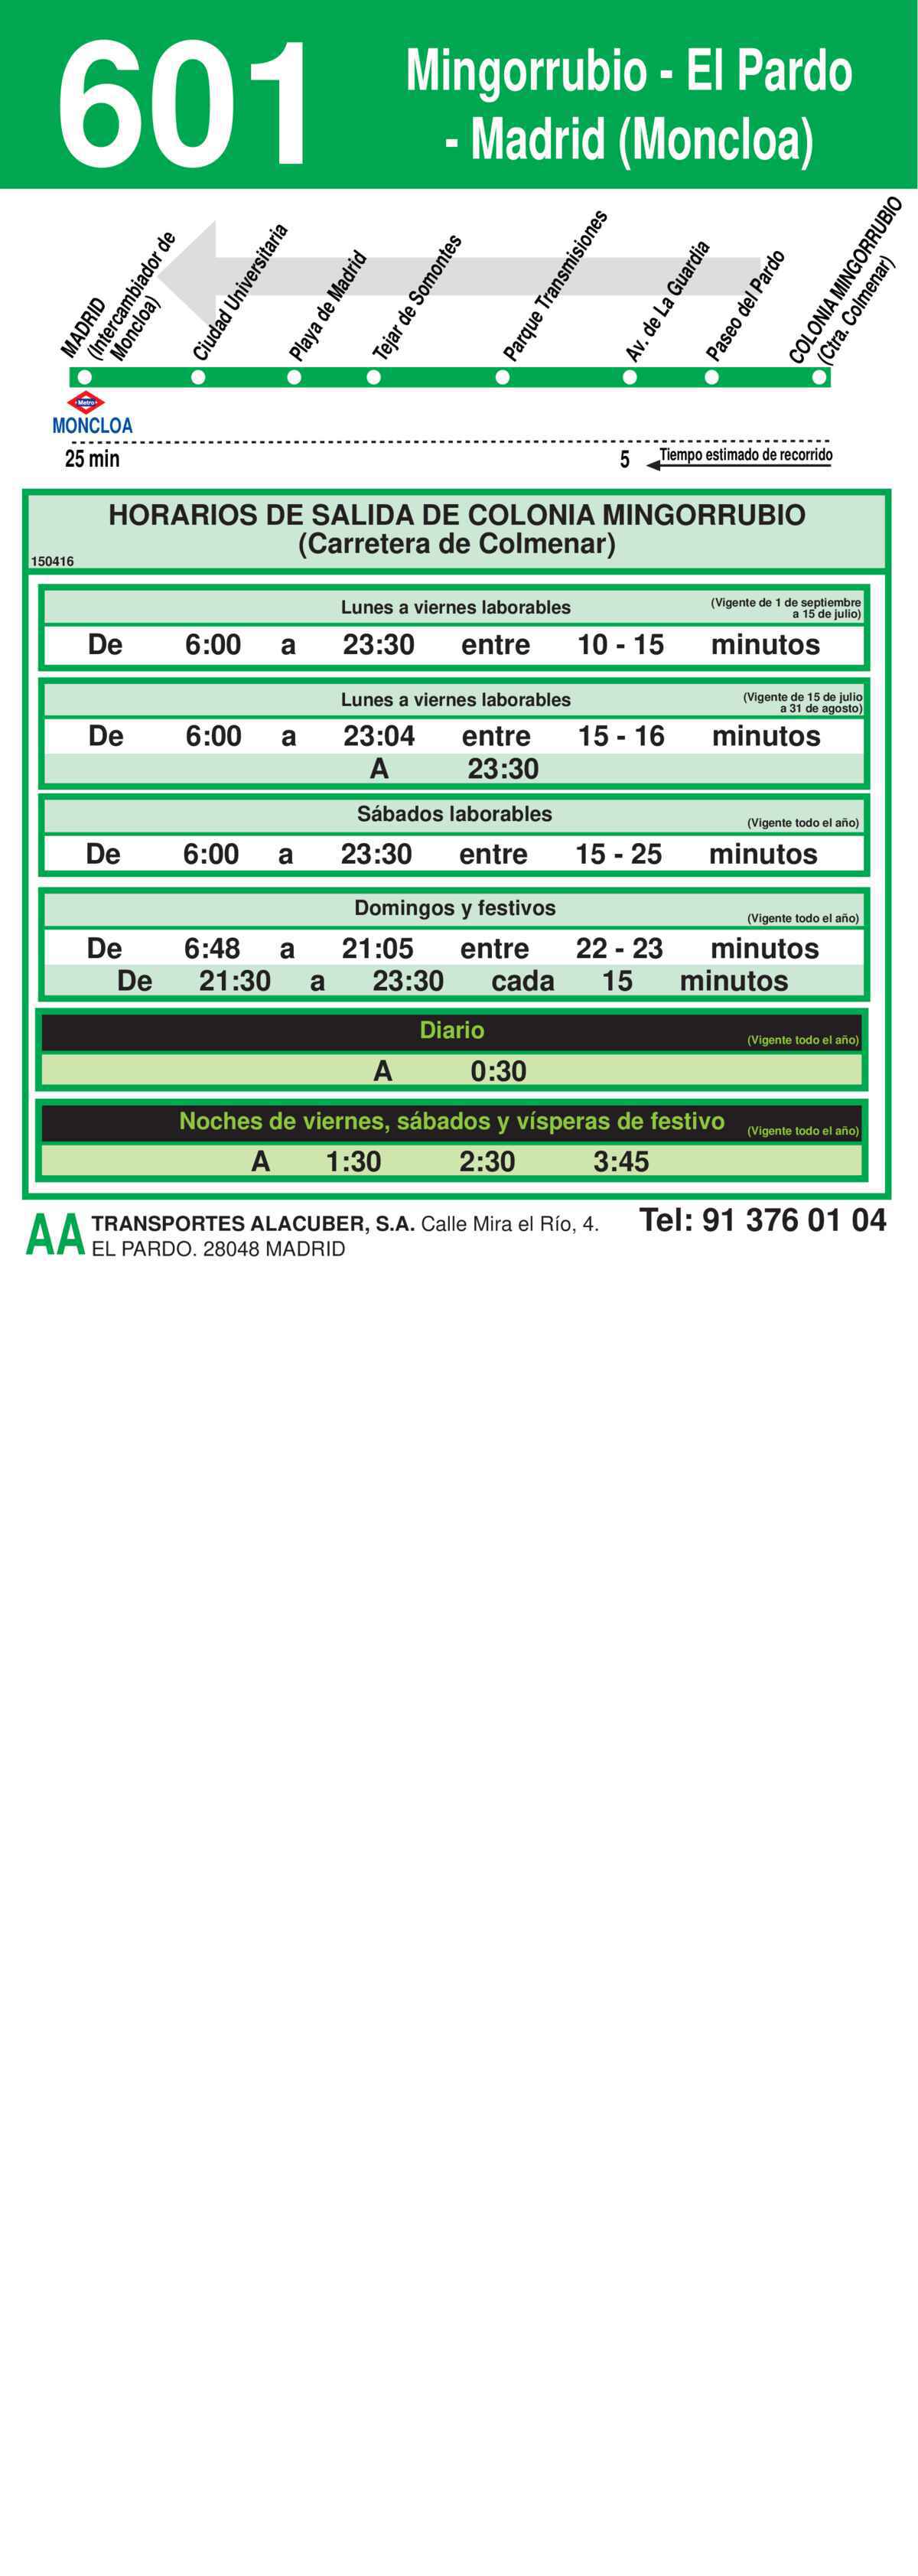 601
Mingorrubio - El Pardo
- Madrid (Moncloa)
MADRID
(Intercambiador de
Moncloa)
Ciudad Universitaria
Playa de Madrid
Tejar de Somontes
Parque Transmisiones
Av. de La Guardia
Paseo del Pardo
COLONIA MINGORRUBIO
(Ctra. Colmenar)
Metro
MONCLOA
25 min 5 Tiempo estimado de recorrido
HORARIOS DE SALIDA DE COLONIA MINGORRUBIO
(Carretera de Colmenar)
150416
Lunes a viernes laborables (Vigente de 1 de septiembre
a 15 de julio)
De 6:00 a 23:30 entre 10 - 15 minutos
Lunes a viernes laborables (Vigente de 15 de julio
a 31 de agosto)
De 6:00 a 23:04 entre 15 - 16 minutos
A 23:30
Sábados laborables (Vigente todo el año)
De 6:00 a 23:30 entre 15 - 25 minutos
Domingos y festivos (Vigente todo el año)
De 6:48 a 21:05 entre 22 - 23 minutos
De 21:30 a 23:30 cada 15 minutos
Diario (Vigente todo el año)
A 0:30
Noches de viernes, sábados y vísperas de festivo (Vigente todo el año)
A 1:30 2:30 3:45
AA TRANSPORTES ALACUBER, S.A. Calle Mira el Río, 4. Tel: 91 376 01 04
EL PARDO. 28048 MADRID